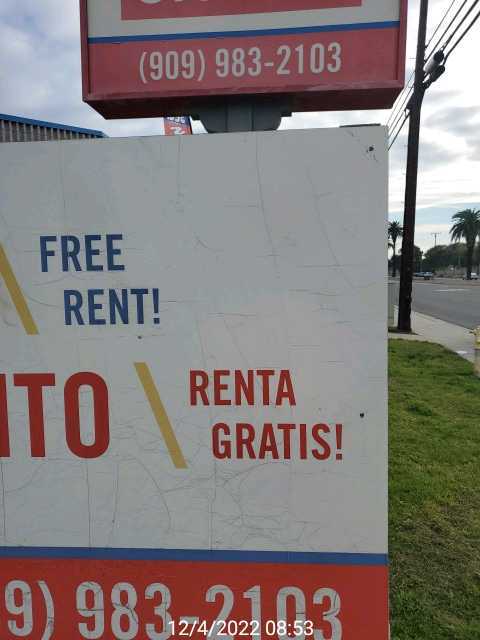 (909) 983-2103
FREE
RENT!
ITO
RENTA
GRATIS!
9) 983-2103
12/4/2022 08:53